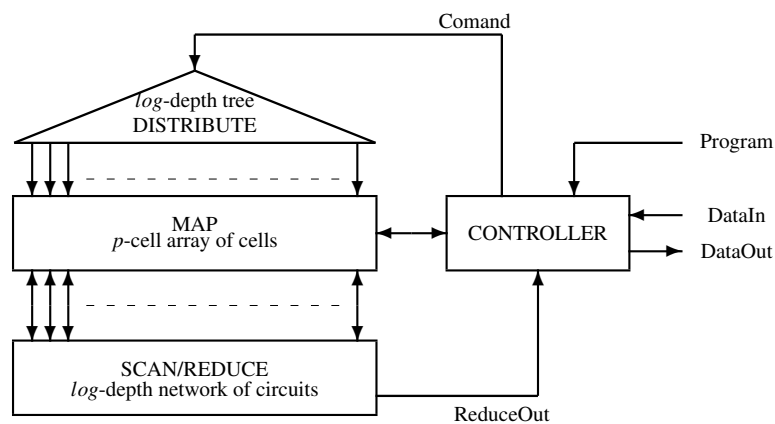 Comand
log-depth tree
DISTRIBUTE
Program
MAP
p-cell array of cells
CONTROLLER
DataIn
DataOut
SCAN/REDUCE
log-depth network of circuits
ReduceOut